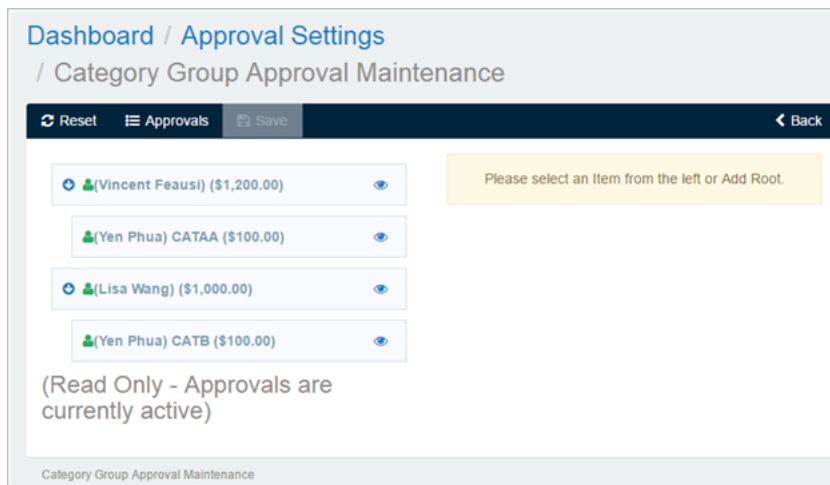 Dashboard / Approval Settings
/ Category Group Approval Maintenance
Reset Approvals Save Back
(Vincent Feausi) ($1,200.00)
Please select an Item from the left or Add Root.
(Yen Phua) CATAA ($100.00)
(Lisa Wang) ($1,000.00)
(Yen Phua) CATB ($100.00)
(Read Only - Approvals are
currently active)
Category Group Approval Maintenance